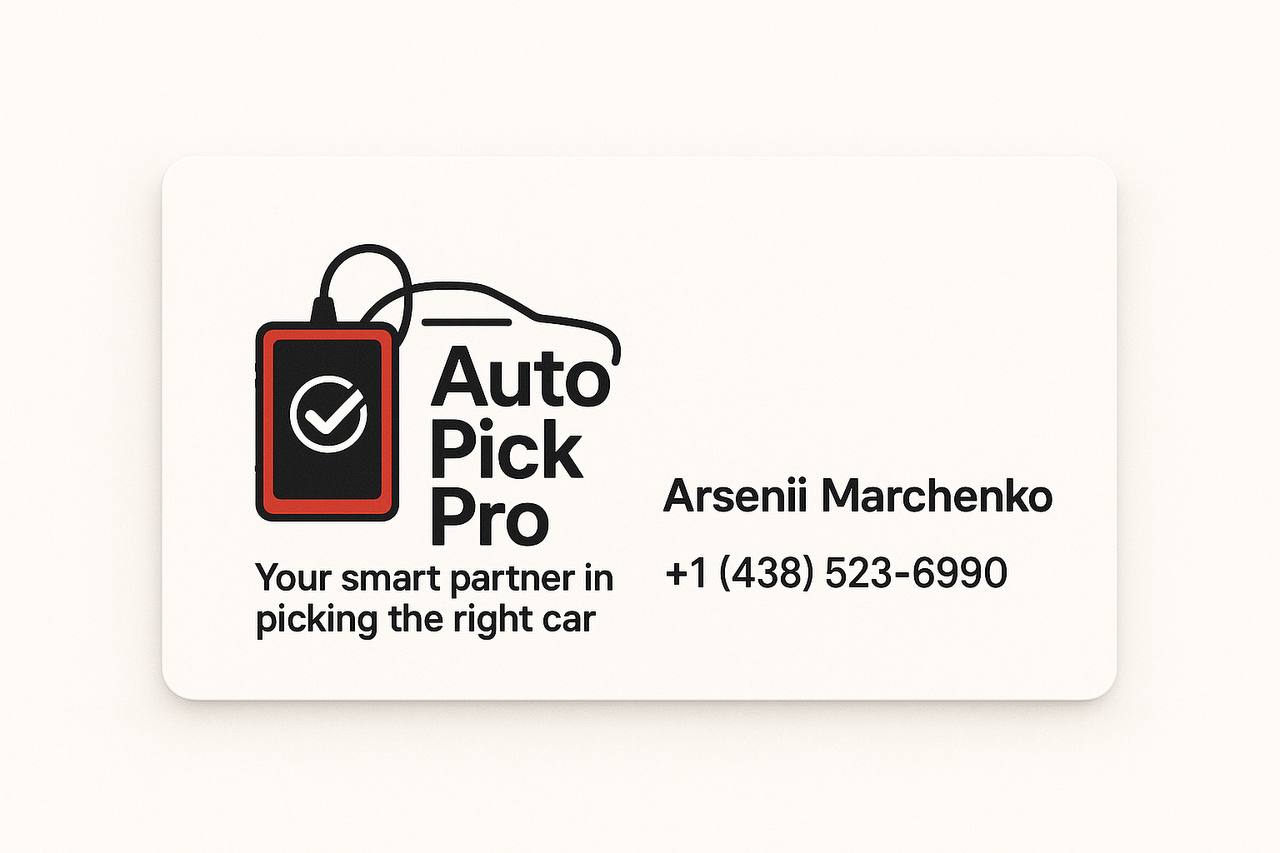 Auto
Pick
Pro
Your smart partner in
picking the right car
Arsenii Marchenko
+1 (438) 523-6990